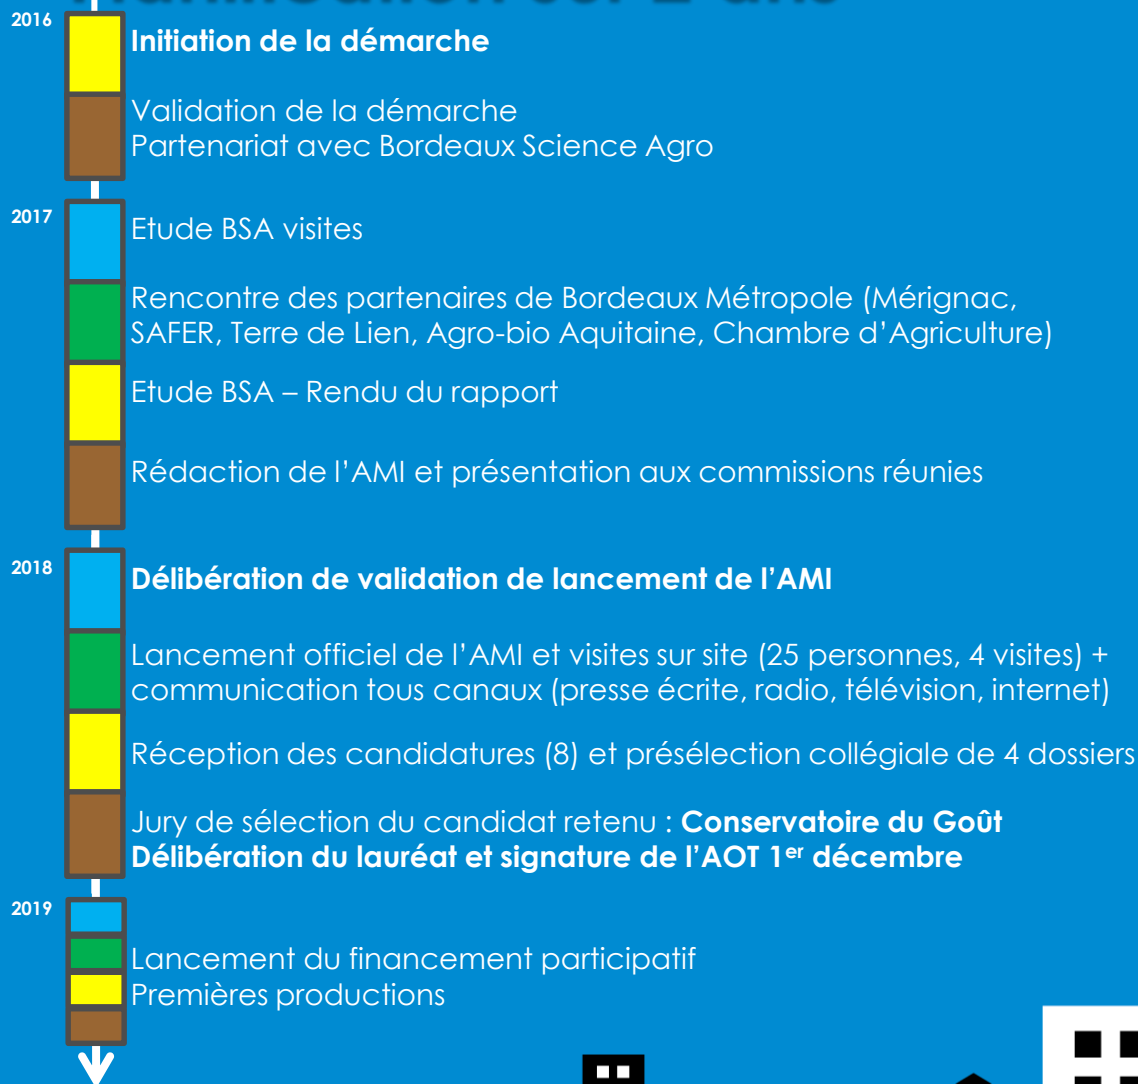 2016
Initiation de la démarche
Validation de la démarche
Partenariat avec Bordeaux Science Agro
2017
Etude BSA visites
Rencontre des partenaires de Bordeaux Métropole (Mérignac,
SAFER, Terre de Lien, Agro-bio Aquitaine, Chambre d’Agriculture)
Etude BSA – Rendu du rapport
Rédaction de l’AMI et présentation aux commissions réunies
2018
Délibération de validation de lancement de l’AMI
Lancement officiel de l’AMI et visites sur site (25 personnes, 4 visites) +
communication tous canaux (presse écrite, radio, télévision, internet)
Réception des candidatures (8) et présélection collégiale de 4 dossiers
Jury de sélection du candidat retenu : Conservatoire du Goût
Délibération du lauréat et signature de l’AOT 1er décembre
2019
Lancement du financement participatif
Premières productions